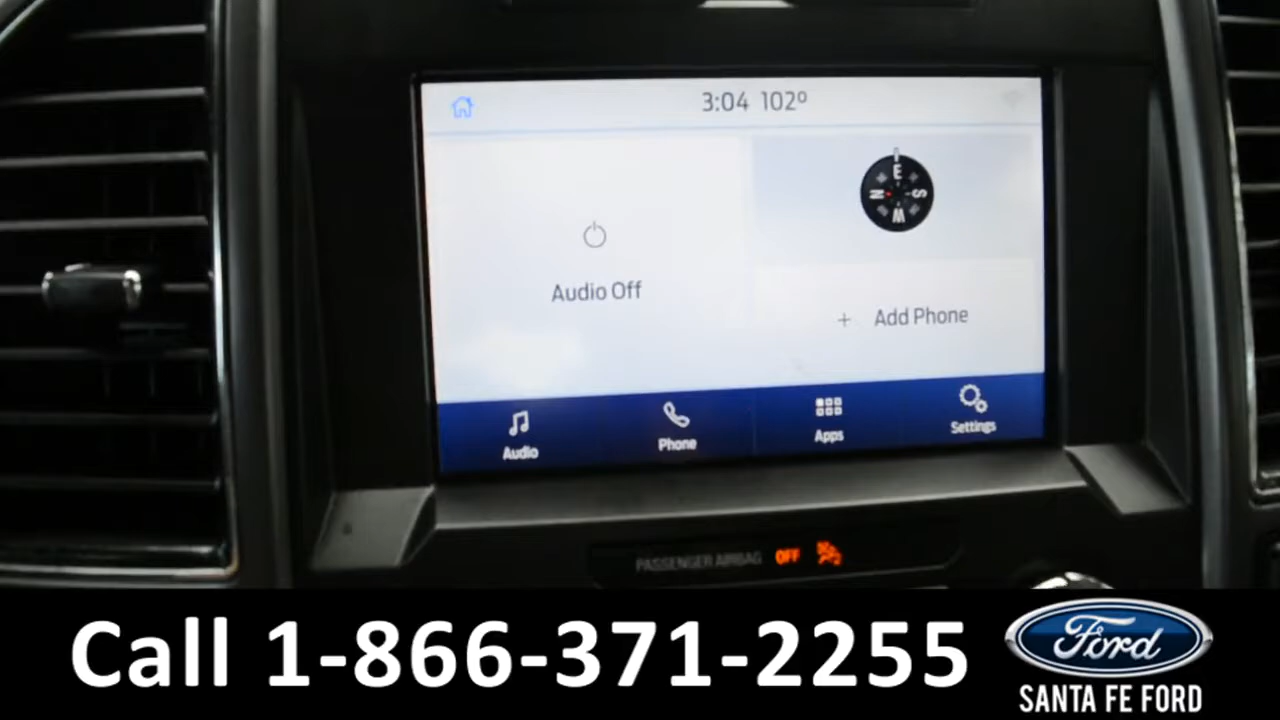 3:04 102º
E
N S
W
Audio Off
+ Add Phone
Audio Phone Apps Settings
PASSENGER AIRBAG OFF
Call 1-866-371-2255
Ford
SANTA FE FORD